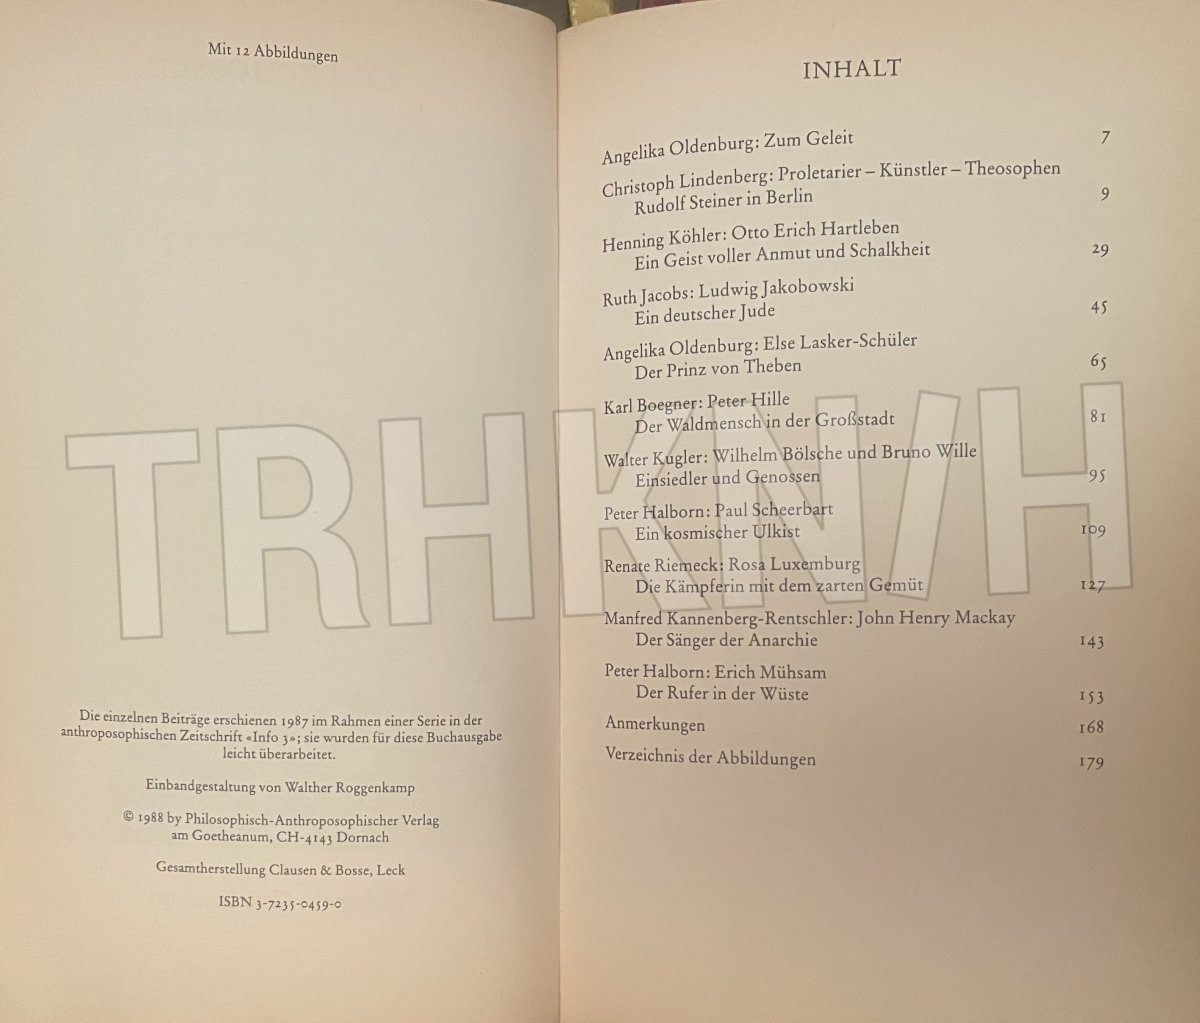 Mit 12 Abbildungen
Die einzelnen Beiträge erschienen 1987 im Rahmen einer Serie in der
anthroposophischen Zeitschrift «Info 3»; sie wurden für diese Buchausgabe
leicht überarbeitet.
Einbandgestaltung von Walther Roggenkamp
© 1988 by Philosophisch-Anthroposophischer Verlag
am Goetheanum, CH-4143 Dornach
Gesamtherstellung Clausen & Bosse, Leck
ISBN 3-7235-0459-0
INHALT
Angelika Oldenburg: Zum Geleit 7
Christoph Lindenberg: Proletarier – Künstler – Theosophen
Rudolf Steiner in Berlin 9
Henning Köhler: Otto Erich Hartleben
Ein Geist voller Anmut und Schalkheit 29
Ruth Jacobs: Ludwig Jakobowski
Ein deutscher Jude 45
Angelika Oldenburg: Else Lasker-Schüler
Der Prinz von Theben 65
Karl Boegner: Peter Hille
Der Waldmensch in der Großstadt 81
Walter Kugler: Wilhelm Bölsche und Bruno Wille
Einsiedler und Genossen 95
Peter Halborn: Paul Scheerbart
Ein kosmischer Ulkist 109
Renate Riemeck: Rosa Luxemburg
Die Kämpferin mit dem zarten Gemüt 127
Manfred Kannenberg-Rentschler: John Henry Mackay
Der Sänger der Anarchie 143
Peter Halborn: Erich Mühsam
Der Rufer in der Wüste 153
Anmerkungen 168
Verzeichnis der Abbildungen 179
TRHKN/H